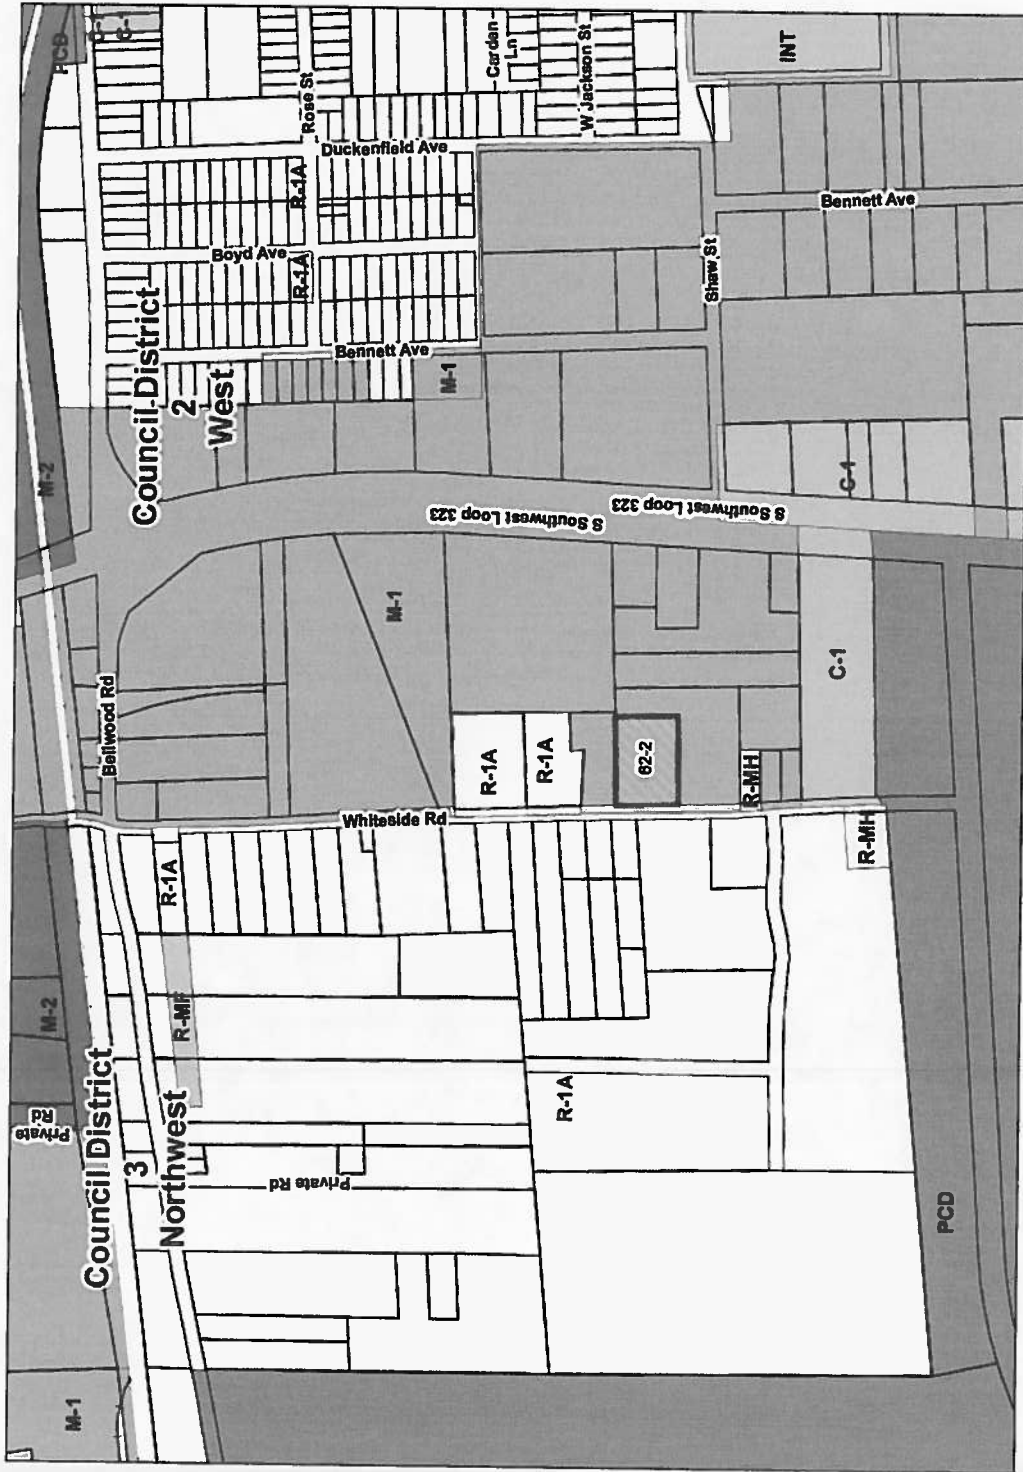 PCD
C-1
C-1
INT
Carden
Ln
W Jackson St
Rose St
Duckenfield Ave
R-1A
Bennett Ave
Boyd Ave
R-1A
Shaw St
Council District
2
West
Bennett Ave
M-1
M-2
C-1
S Southwest Loop 323
S Southwest Loop 323
M-1
Bellwood Rd
C-1
R-1A
R-1A
62-2
R-MH
Whiteside Rd
R-MH
R-1A
M-2
R-MF
Council District
3
Northwest
Private
Rd
R-1A
Private Rd
PCD
M-1